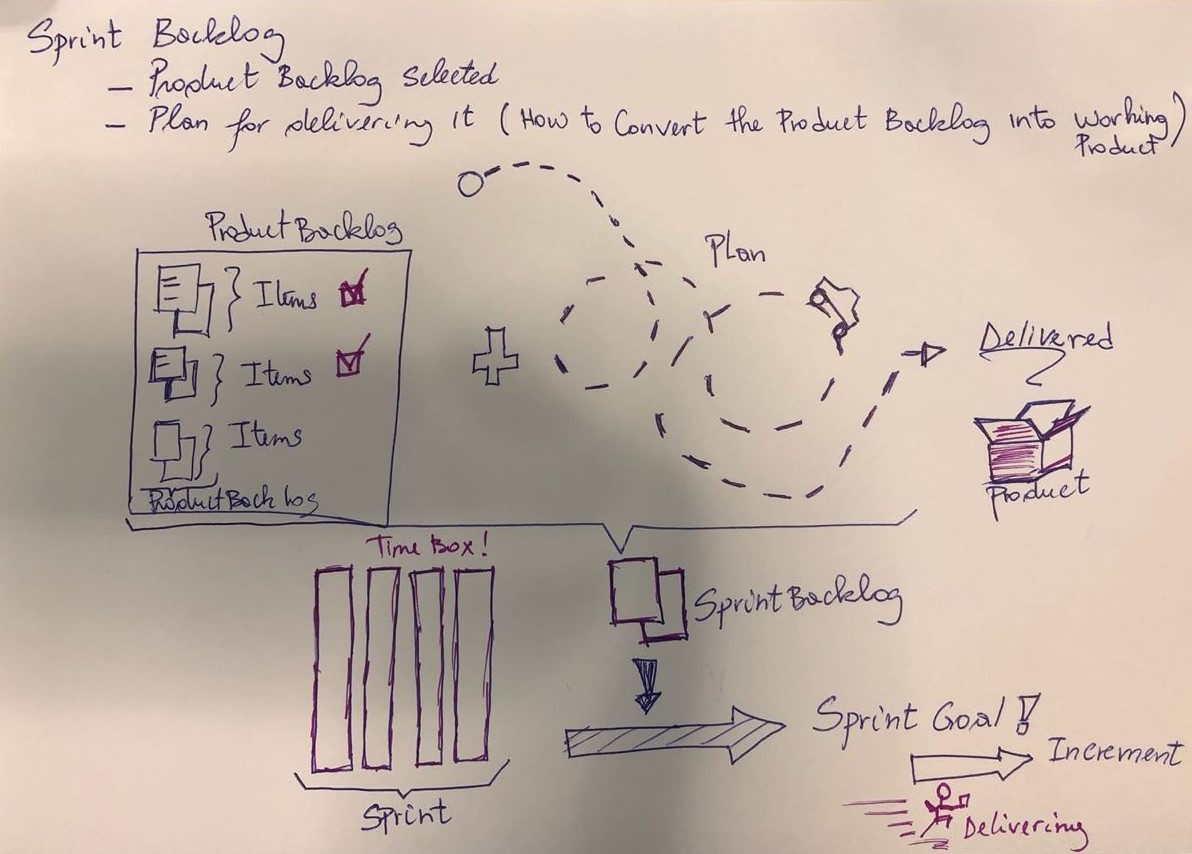 Sprint Backlog
– Product Backlog Selected
– Plan for delivering it (How to Convert the Product Backlog into Working
Product)
Product Backlog
Items
Items
Items
Product Backlog
Plan
Delivered
Product
Time Box!
Sprint
Sprint Backlog
Sprint Goal!
Increment
Delivering